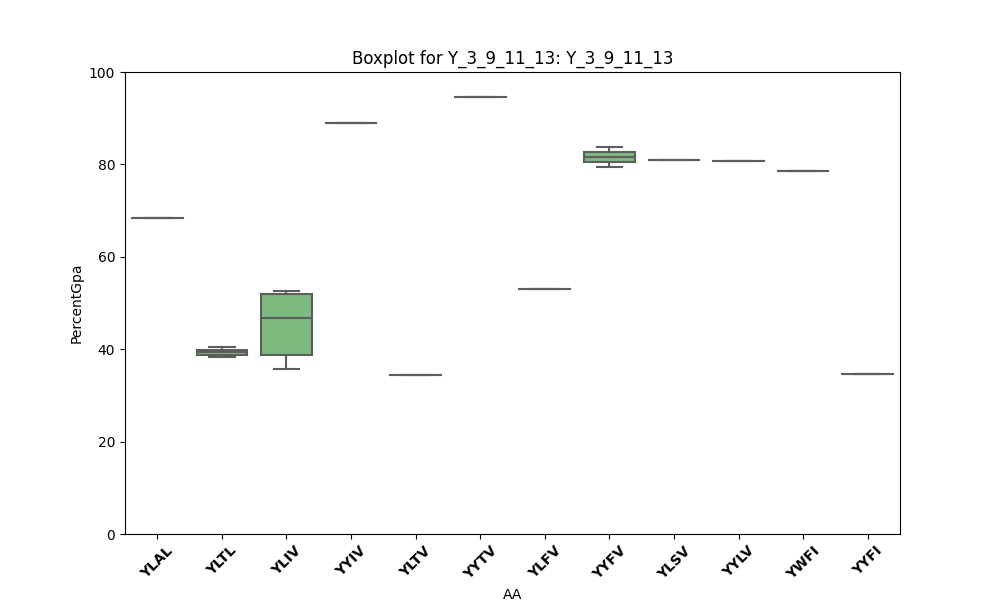 Boxplot for Y_3_9_11_13: Y_3_9_11_13
100
80
60
40
20
0
PercentGpa
YLAL YLTL YLIV YYIV YLTV YYTV YLFV YYFV YLSV YYLV YWFI YYFI
AA